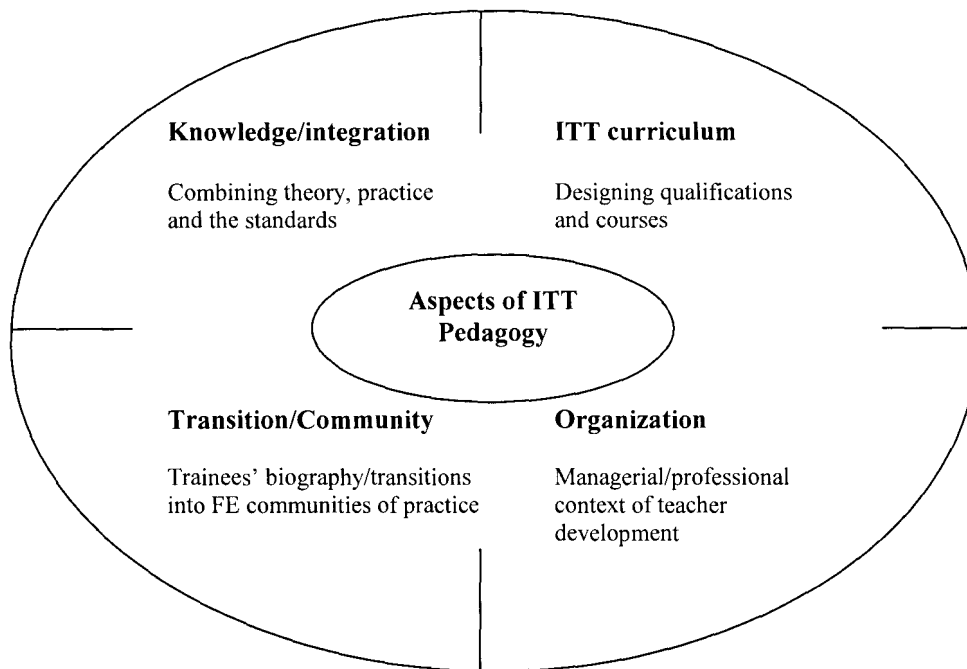 Knowledge/integration
Combining theory, practice
and the standards
ITT curriculum
Designing qualifications
and courses
Aspects of ITT
Pedagogy
Transition/Community
Trainees’ biography/transitions
into FE communities of practice
Organization
Managerial/professional
context of teacher
development